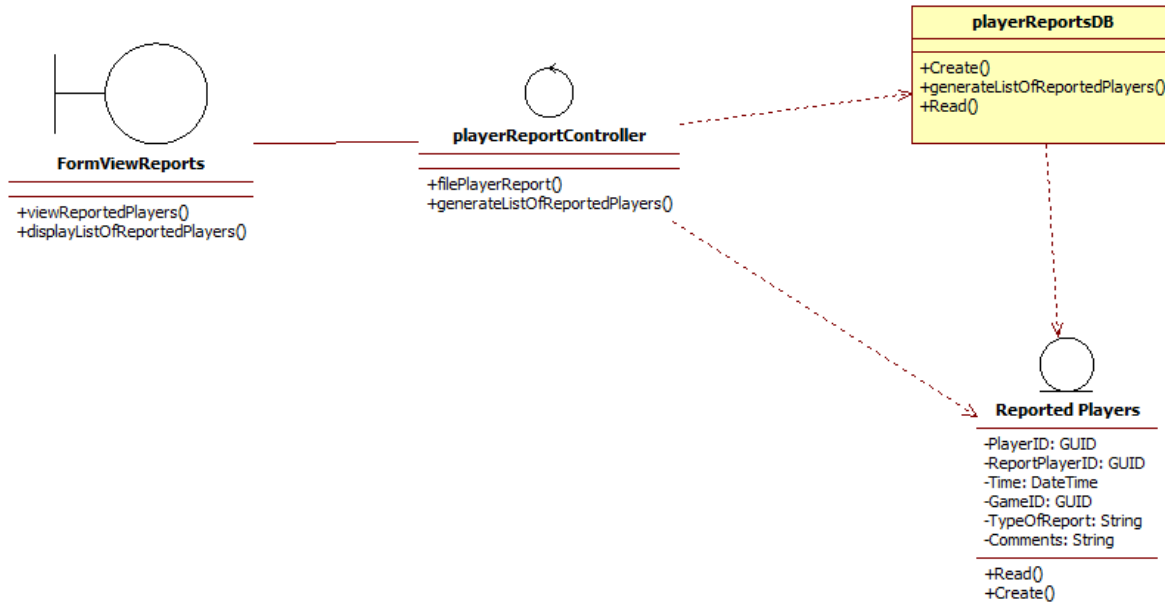 FormViewReports
+viewReportedPlayers()
+displayListOfReportedPlayers()
playerReportController
+filePlayerReport()
+generateListOfReportedPlayers()
playerReportsDB
+Create()
+generateListOfReportedPlayers()
+Read()
Reported Players
-PlayerID: GUID
-ReportPlayerID: GUID
-Time: DateTime
-GameID: GUID
-TypeOfReport: String
-Comments: String
+Read()
+Create()